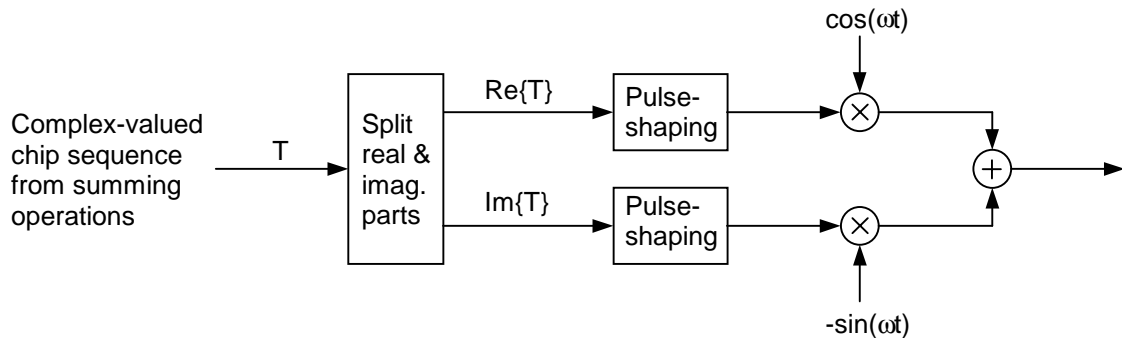 cos(ωt)
Complex-valued
chip sequence
from summing
operations
T
Split
real &
imag.
parts
Re{T}
Pulse-
shaping
Im{T}
Pulse-
shaping
-sin(ωt)